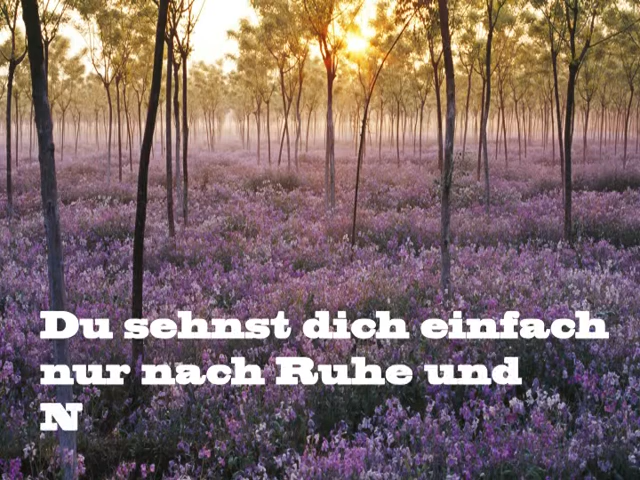 Du sehnst dich einfach
nur nach Ruhe und
N